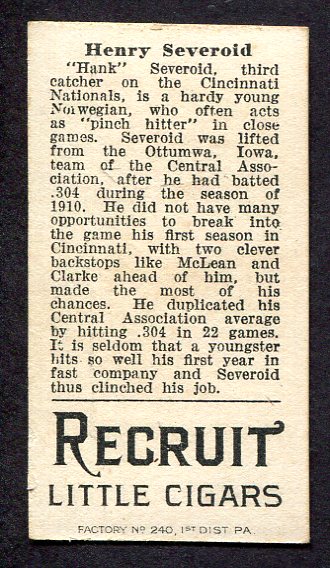 Henry Severoid
"Hank" Severoid, third
catcher on the Cincinnati
Nationals, is a hardy young
Norwegian, who often acts
as "pinch hitter" in close
games. Severoid was lifted
from the Ottumwa, Iowa,
team of the Central Asso-
ciation, after he had batted
.304 during the season of
1910. He did not have many
opportunities to break into
the game his first season in
Cincinnati, with two clever
backstops like McLean and
Clarke ahead of him, but
made the most of his
chances. He duplicated his
Central Association average
by hitting .304 in 22 games.
It is seldom that a youngster
hits so well his first year in
fast company and Severoid
thus clinched his job.
RECRUIT
LITTLE CIGARS
FACTORY No 240, 1ST DIST PA.